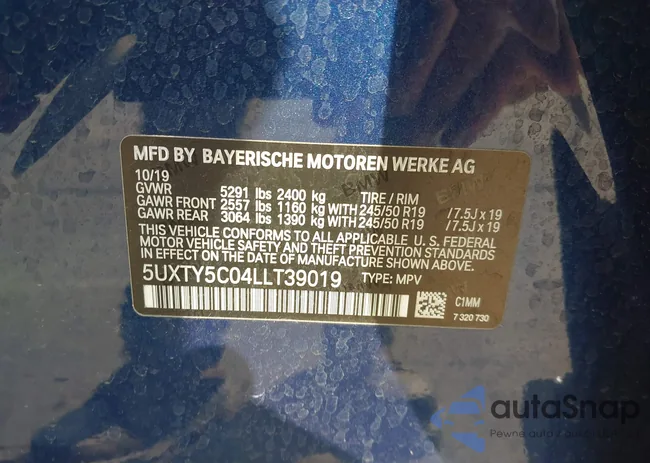 MFD BY BAYERISCHE MOTOREN WERKE AG
10/19
GVWR 5291 lbs 2400 kg TIRE / RIM
GAWR FRONT 2557 lbs 1160 kg WITH 245/50 R19 / 7.5J x 19
GAWR REAR 3064 lbs 1390 kg WITH 245/50 R19 / 7.5J x 19
THIS VEHICLE CONFORMS TO ALL APPLICABLE U. S. FEDERAL
MOTOR VEHICLE SAFETY AND THEFT PREVENTION STANDARDS
IN EFFECT ON THE DATE OF MANUFACTURE SHOWN ABOVE.
5UXTY5C04LLT39019 TYPE: MPV
C1MM
7 320 730
autaSnap
Pewne auta z